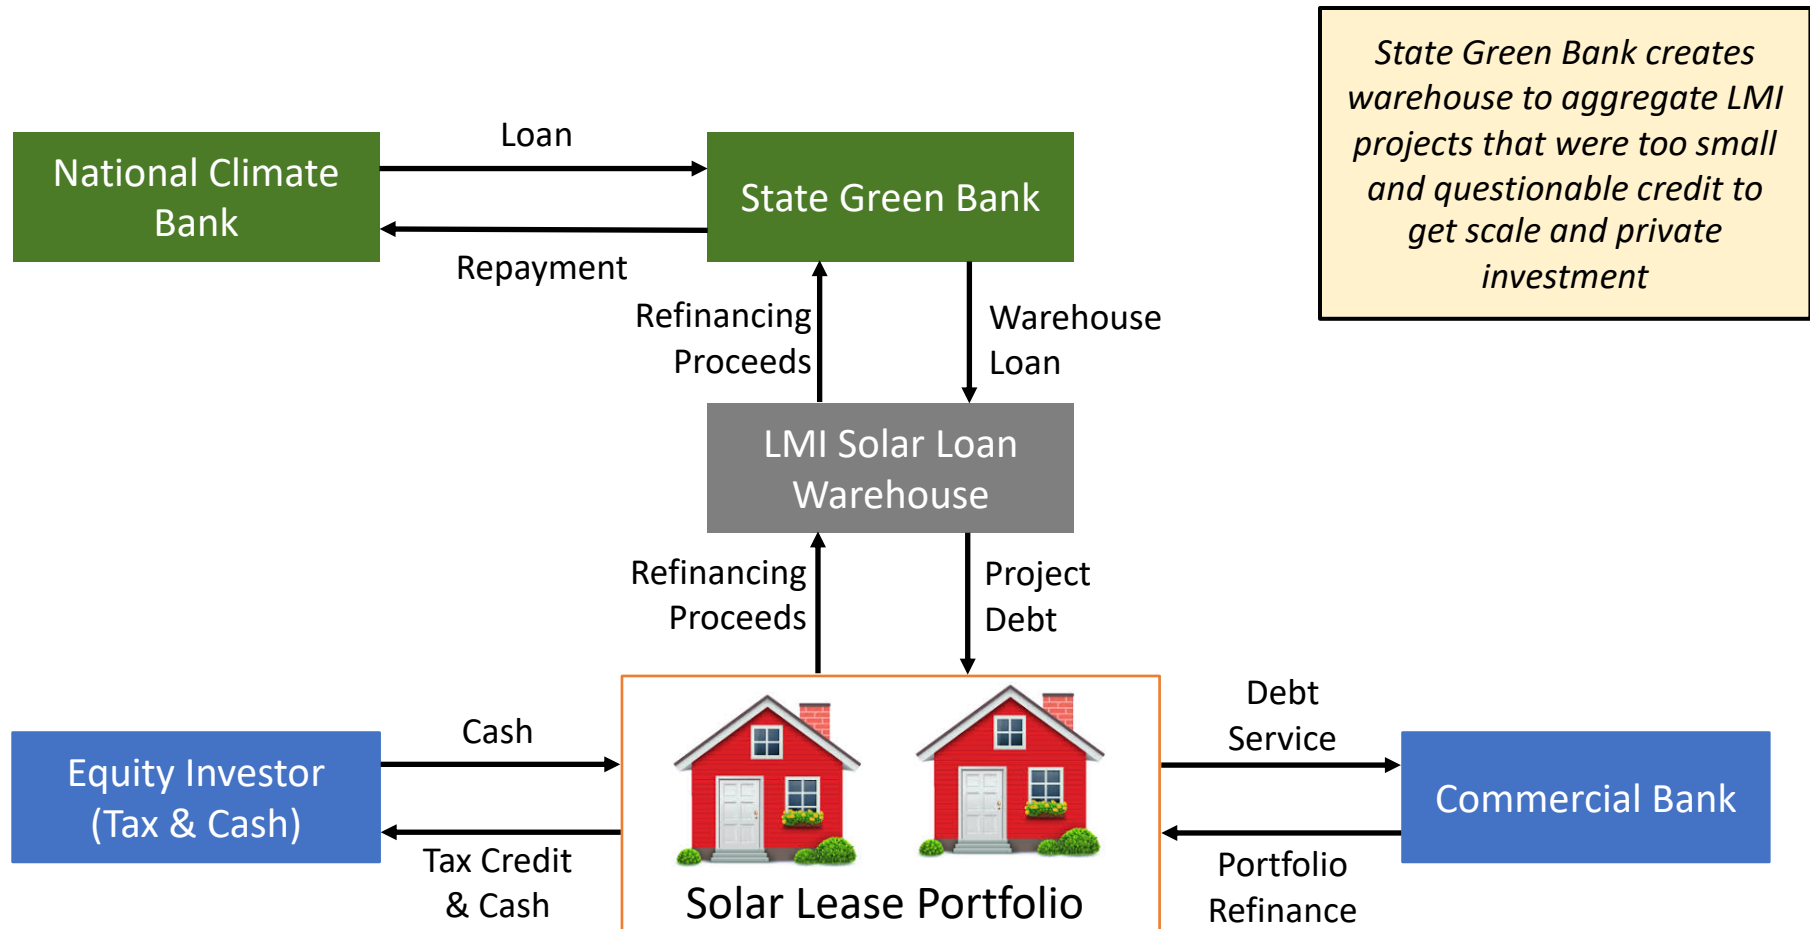 State Green Bank creates
warehouse to aggregate LMI
projects that were too small
and questionable credit to
get scale and private
investment
Loan
National Climate
Bank
State Green Bank
Repayment
Refinancing
Proceeds
Warehouse
Loan
LMI Solar Loan
Warehouse
Refinancing
Proceeds
Project
Debt
Cash
Debt
Service
Equity Investor
(Tax & Cash)
Commercial Bank
Tax Credit
& Cash
Solar Lease Portfolio
Portfolio
Refinance